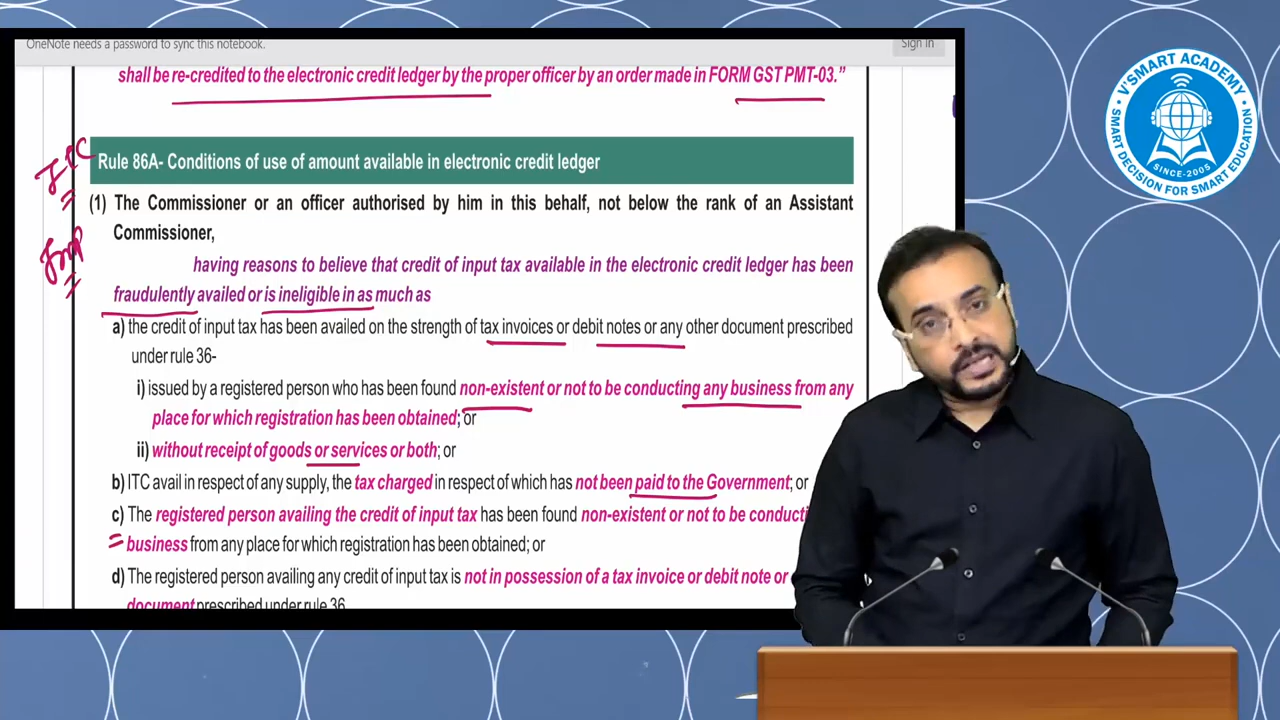 OneNote needs a password to sync this notebook.
Sign in
shall be re-credited to the electronic credit ledger by the proper officer by an order made in FORM GST PMT-03.”
Rule 86A- Conditions of use of amount available in electronic credit ledger
(1) The Commissioner or an officer authorised by him in this behalf, not below the rank of an Assistant
Commissioner,
having reasons to believe that credit of input tax available in the electronic credit ledger has been
fraudulently availed or is ineligible in as much as
a) the credit of input tax has been availed on the strength of tax invoices or debit notes or any other document prescribed
under rule 36-
i) issued by a registered person who has been found non-existent or not to be conducting any business from any
place for which registration has been obtained; or
ii) without receipt of goods or services or both; or
b) ITC avail in respect of any supply, the tax charged in respect of which has not been paid to the Government; or
c) The registered person availing the credit of input tax has been found non-existent or not to be conducti
business from any place for which registration has been obtained; or
d) The registered person availing any credit of input tax is not in possession of a tax invoice or debit note or
document prescribed under rule 36
Imp
V'SMART ACADEMY
SINCE-2005
SMART DECISION FOR SMART EDUCATION